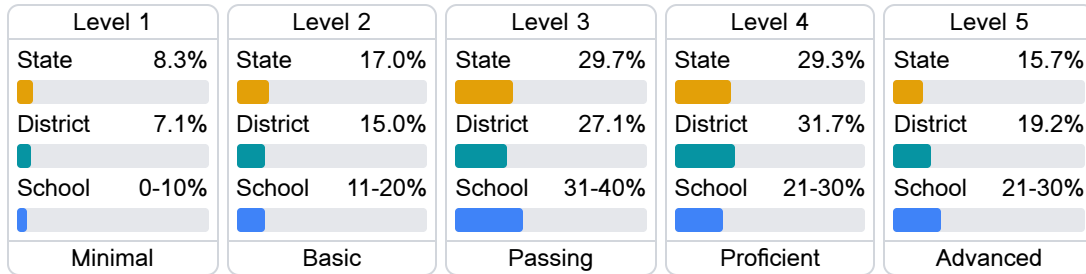 Level 1
State 8.3%
District 7.1%
School 0-10%
Minimal
Level 2
State 17.0%
District 15.0%
School 11-20%
Basic
Level 3
State 29.7%
District 27.1%
School 31-40%
Passing
Level 4
State 29.3%
District 31.7%
School 21-30%
Proficient
Level 5
State 15.7%
District 19.2%
School 21-30%
Advanced